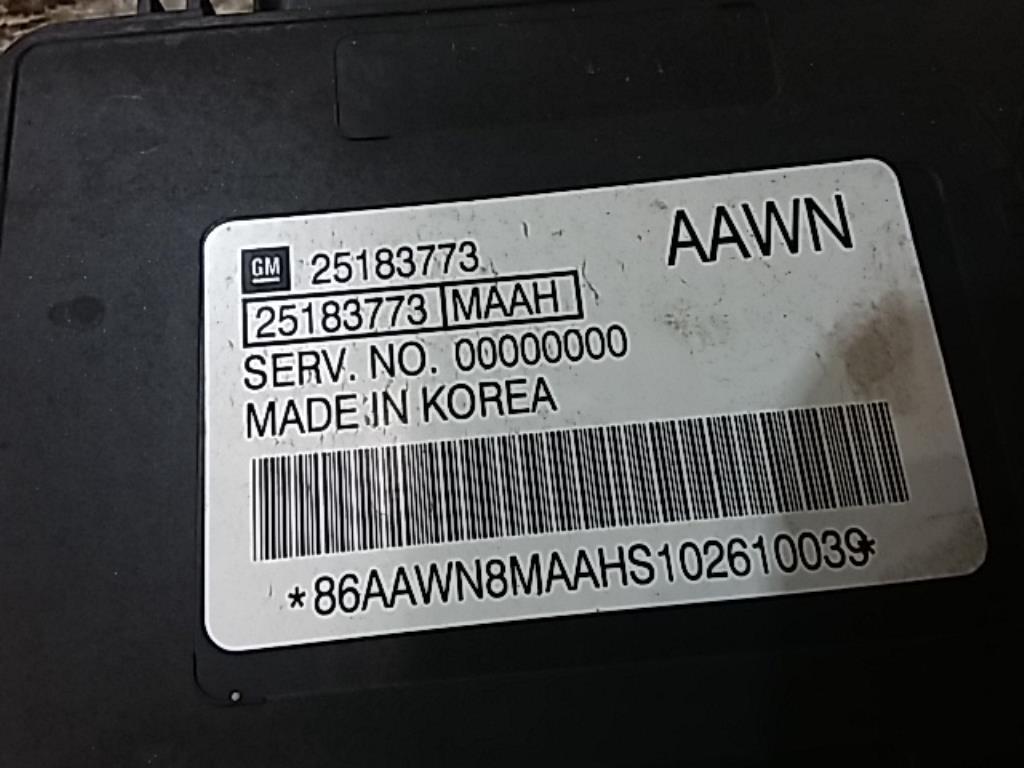 AAWN
GM 25183773
25183773 MAAH
SERV. NO. 00000000
MADE IN KOREA
*86AAWN8MAAHS102610039*